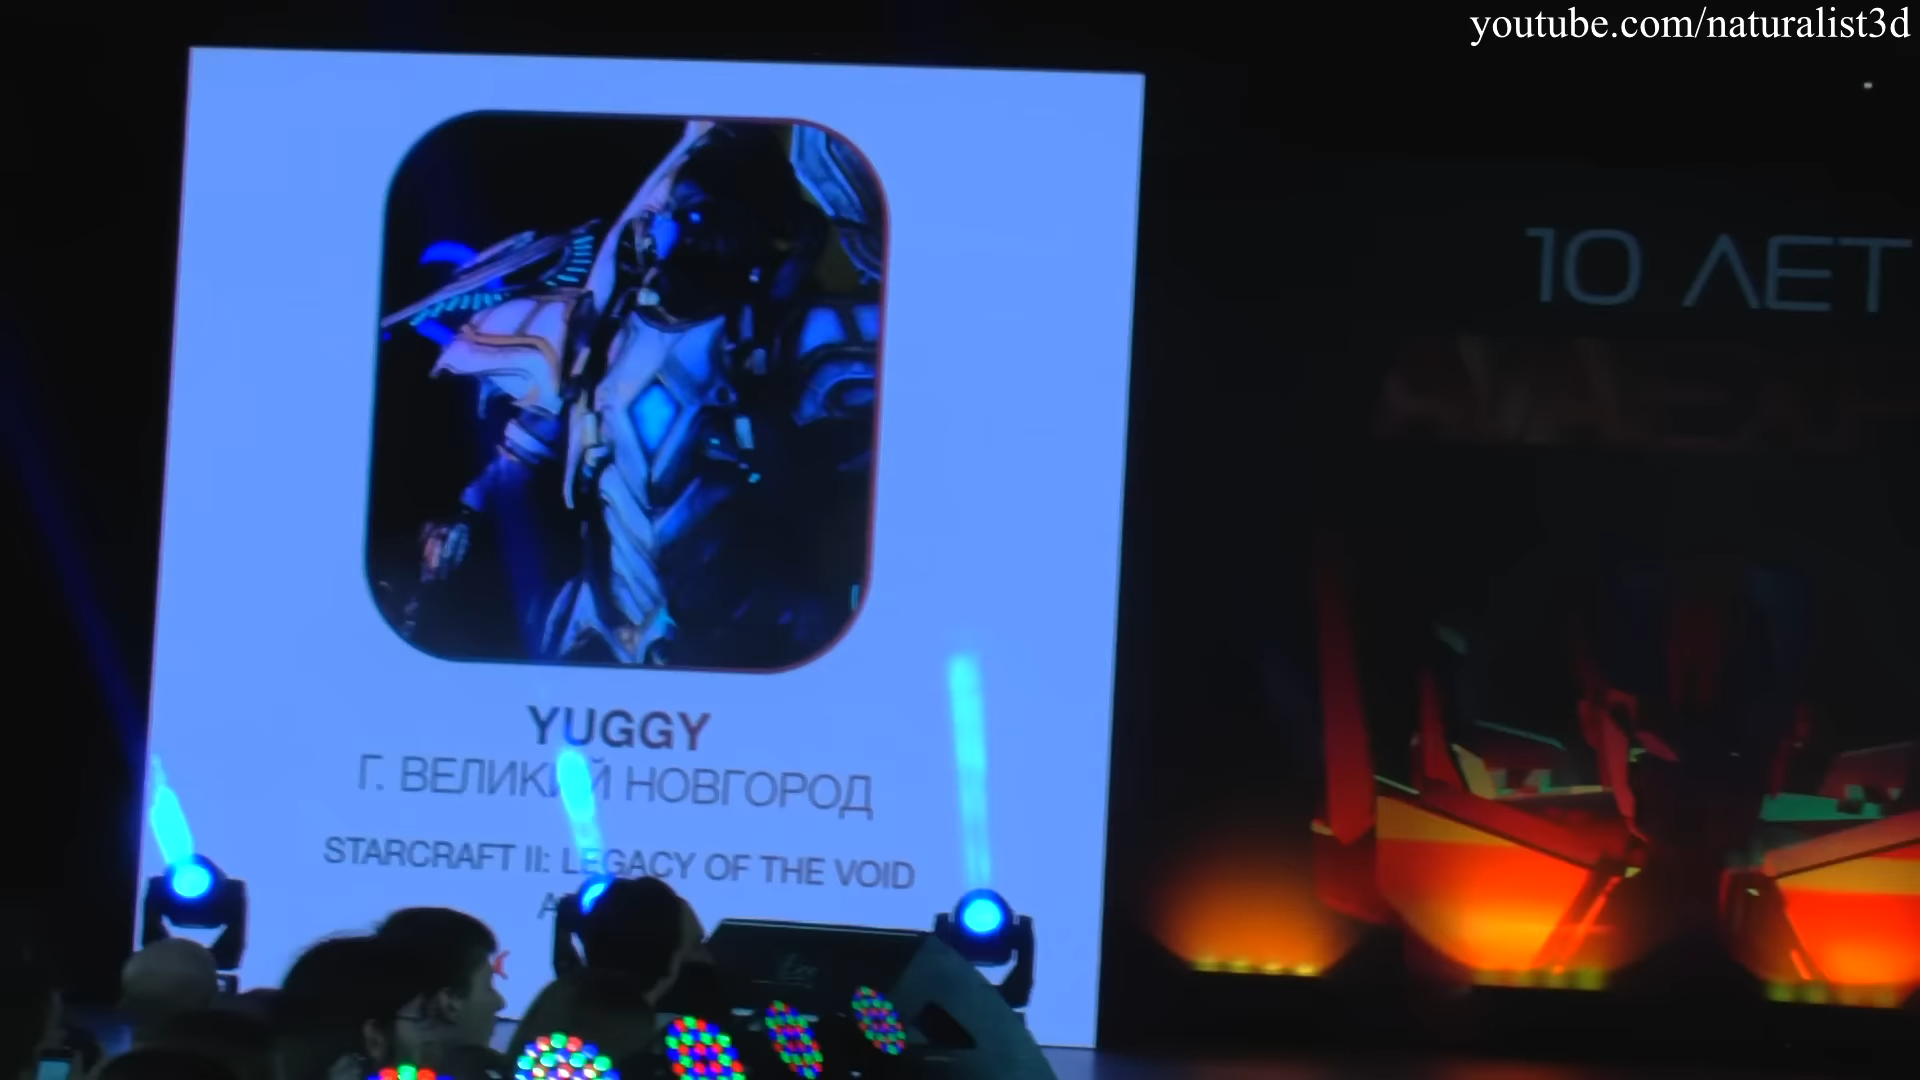 youtube.com/naturalist3d
10 ЛЕТ
YUGGY
Г. ВЕЛИКИЙ НОВГОРОД
STARCRAFT II: LEGACY OF THE VOID